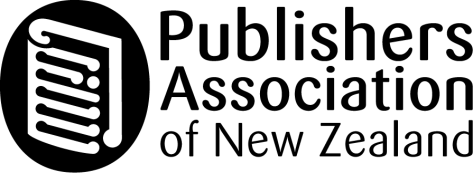 Publishers
Association
of New Zealand